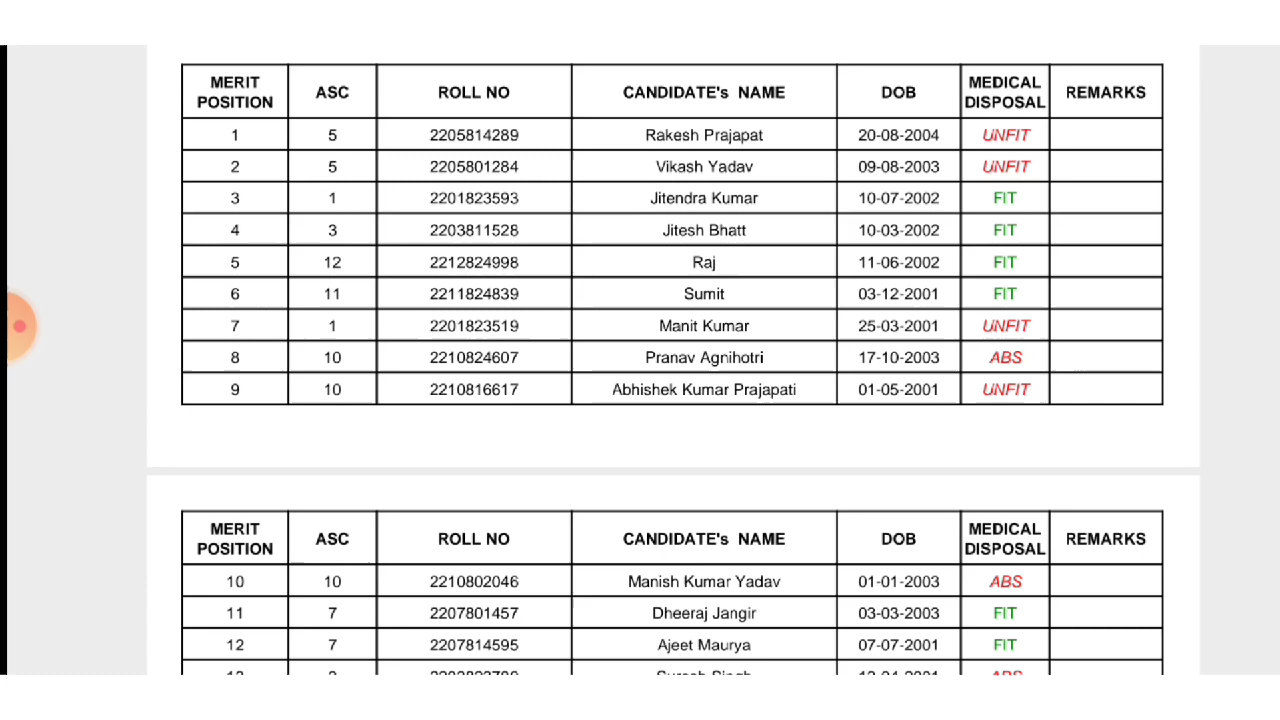 MERIT POSITION ASC ROLL NO CANDIDATE's NAME DOB MEDICAL DISPOSAL REMARKS
1 5 2205814289 Rakesh Prajapat 20-08-2004 UNFIT
2 5 2205801284 Vikash Yadav 09-08-2003 UNFIT
3 1 2201823593 Jitendra Kumar 10-07-2002 FIT
4 3 2203811528 Jitesh Bhatt 10-03-2002 FIT
5 12 2212824998 Raj 11-06-2002 FIT
6 11 2211824839 Sumit 03-12-2001 FIT
7 1 2201823519 Manit Kumar 25-03-2001 UNFIT
8 10 2210824607 Pranav Agnihotri 17-10-2003 ABS
9 10 2210816617 Abhishek Kumar Prajapati 01-05-2001 UNFIT
MERIT POSITION ASC ROLL NO CANDIDATE's NAME DOB MEDICAL DISPOSAL REMARKS
10 10 2210802046 Manish Kumar Yadav 01-01-2003 ABS
11 7 2207801457 Dheeraj Jangir 03-03-2003 FIT
12 7 2207814595 Ajeet Maurya 07-07-2001 FIT
Suresh Singh ABS